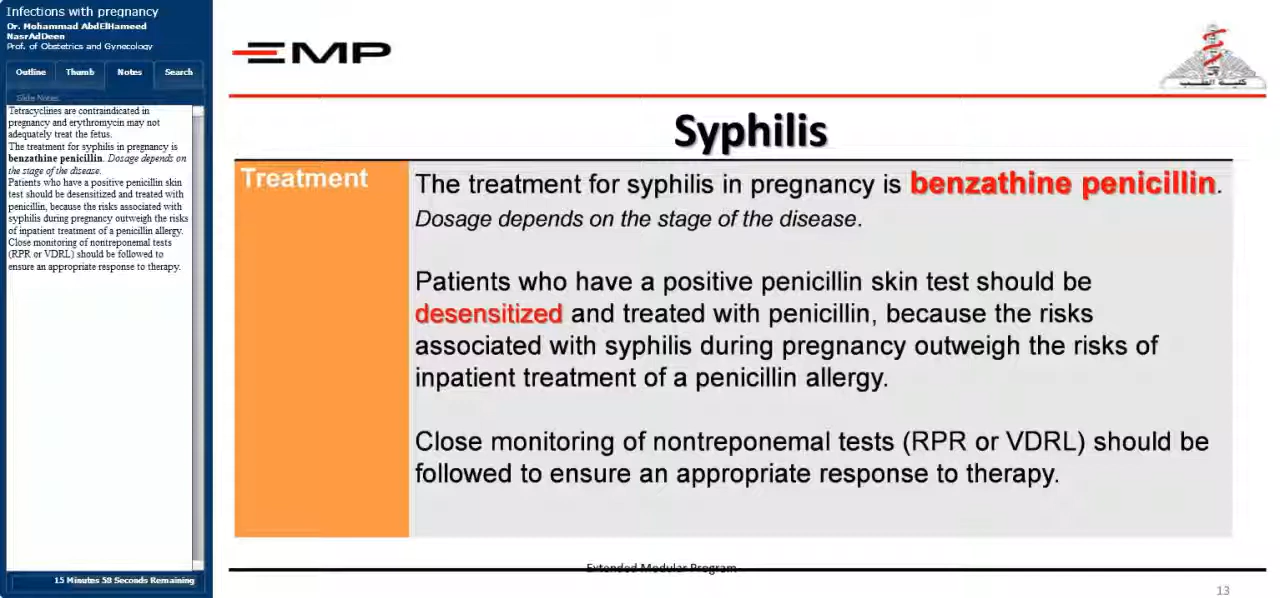 Infections with pregnancy
Dr. Mohammad AbdElHameed
NasrAdDeen
Prof. of Obstetrics and Gynecology
Outline
Thumb
Notes
Search
Slide Notes
Tetracyclines are contraindicated in
pregnancy and erythromycin may not
adequately treat the fetus.
The treatment for syphilis in pregnancy is
benzathine penicillin. Dosage depends on
the stage of the disease.
Patients who have a positive penicillin skin
test should be desensitized and treated with
penicillin, because the risks associated with
syphilis during pregnancy outweigh the risks
of inpatient treatment of a penicillin allergy.
Close monitoring of nontreponemal tests
(RPR or VDRL) should be followed to
ensure an appropriate response to therapy.
15 Minutes 58 Seconds Remaining
EMP
كلية الطب
Syphilis
Treatment
The treatment for syphilis in pregnancy is benzathine penicillin.
Dosage depends on the stage of the disease.
Patients who have a positive penicillin skin test should be
desensitized and treated with penicillin, because the risks
associated with syphilis during pregnancy outweigh the risks of
inpatient treatment of a penicillin allergy.
Close monitoring of nontreponemal tests (RPR or VDRL) should be
followed to ensure an appropriate response to therapy.
Extended Modular Program
13